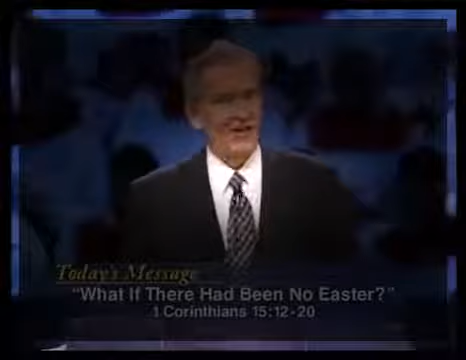 Today's Message
"What If There Had Been No Easter?"
1 Corinthians 15:12-20